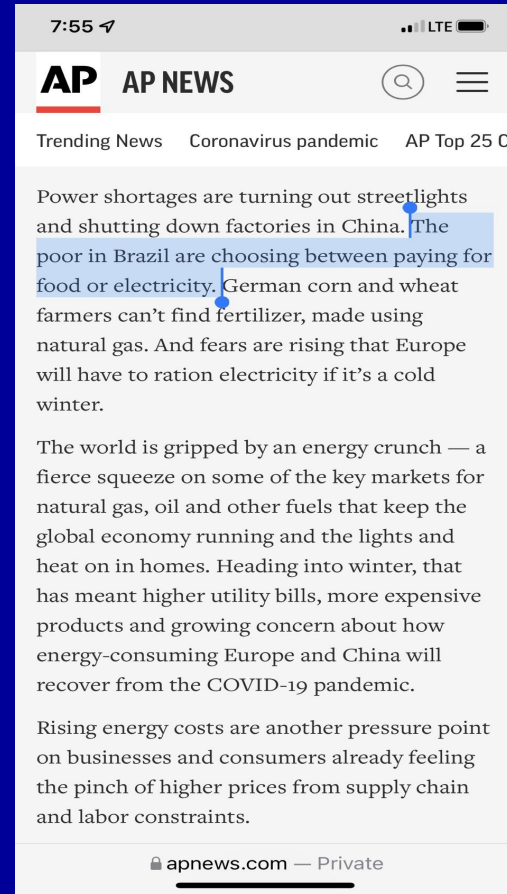 7:55
LTE
AP AP NEWS
Trending News Coronavirus pandemic AP Top 25 C
Power shortages are turning out streetlights
and shutting down factories in China. The
poor in Brazil are choosing between paying for
food or electricity. German corn and wheat
farmers can’t find fertilizer, made using
natural gas. And fears are rising that Europe
will have to ration electricity if it’s a cold
winter.
The world is gripped by an energy crunch — a
fierce squeeze on some of the key markets for
natural gas, oil and other fuels that keep the
global economy running and the lights and
heat on in homes. Heading into winter, that
has meant higher utility bills, more expensive
products and growing concern about how
energy-consuming Europe and China will
recover from the COVID-19 pandemic.
Rising energy costs are another pressure point
on businesses and consumers already feeling
the pinch of higher prices from supply chain
and labor constraints.
apnews.com — Private